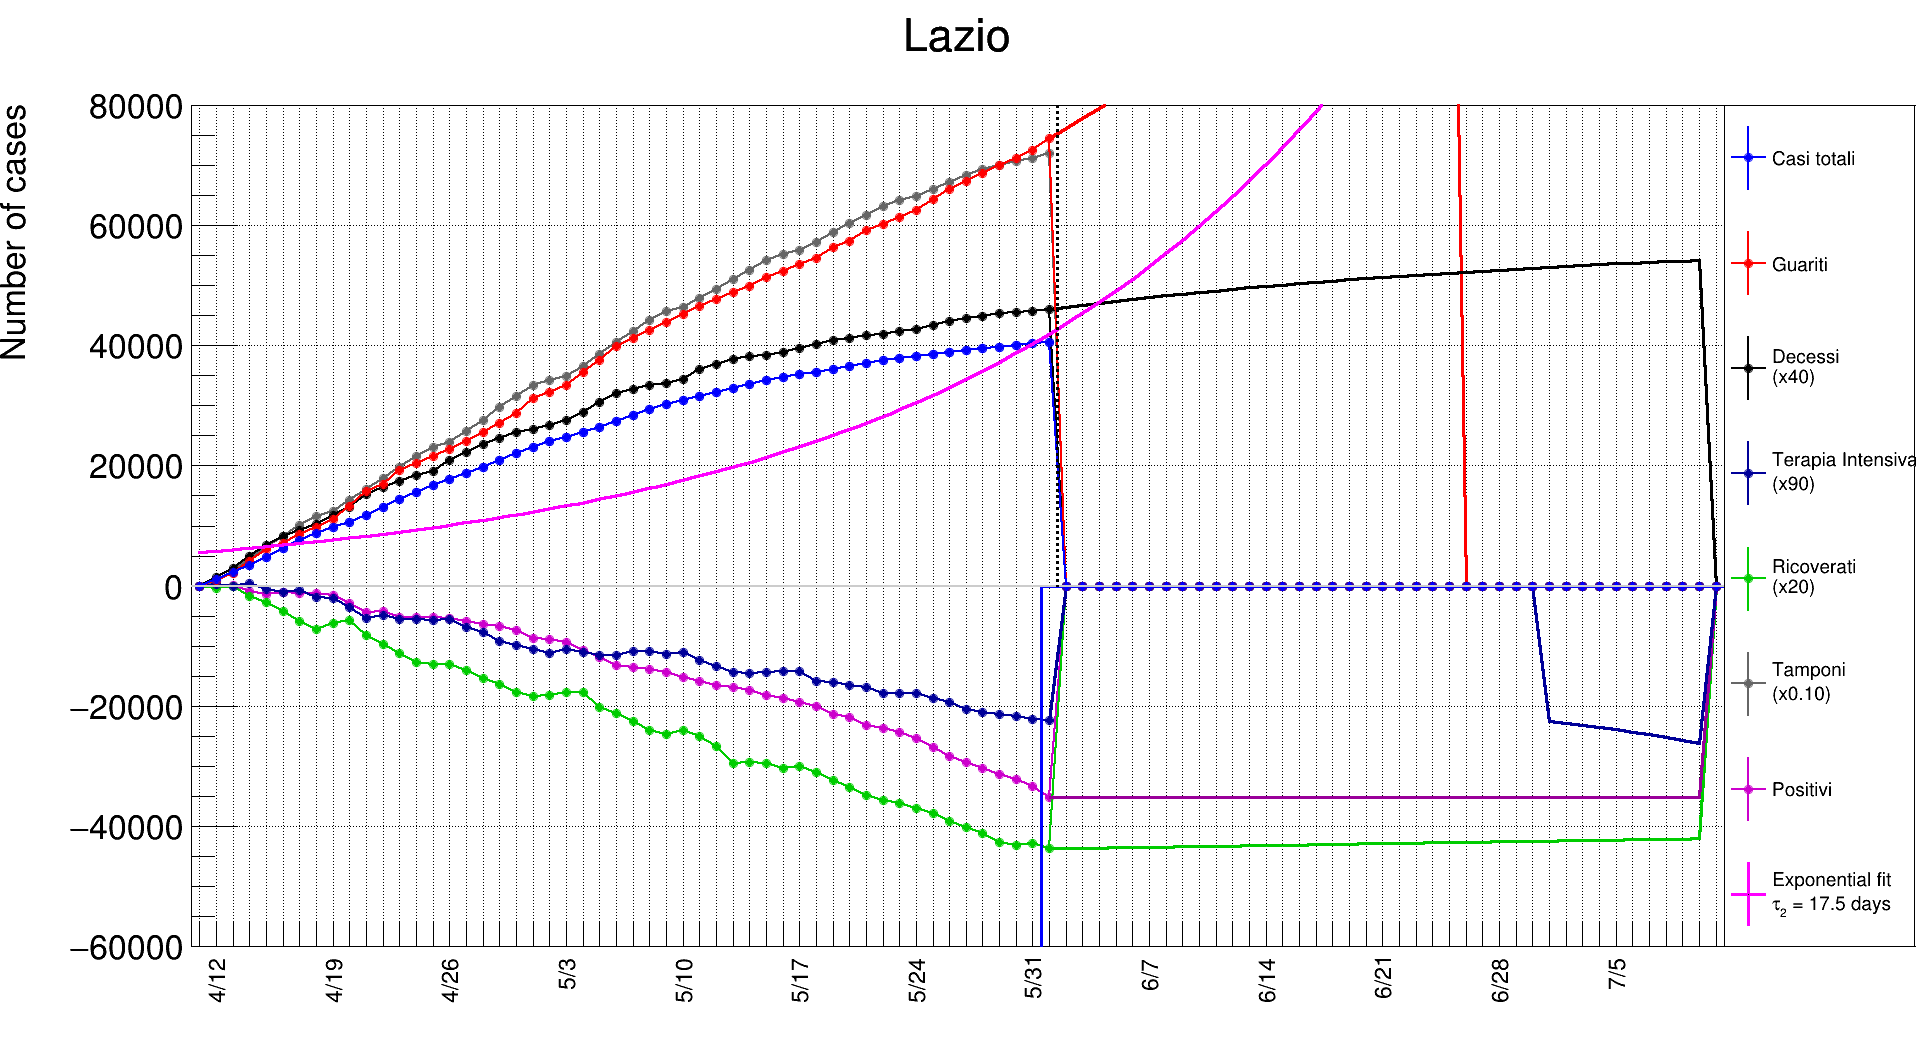 Lazio
Number of cases
80000
60000
40000
20000
0
−20000
−40000
−60000
4/12
4/19
4/26
5/3
5/10
5/17
5/24
5/31
6/7
6/14
6/21
6/28
7/5
Casi totali
Guariti
Decessi
(x40)
Terapia Intensiva
(x90)
Ricoverati
(x20)
Tamponi
(x0.10)
Positivi
Exponential fit
τ2 = 17.5 days